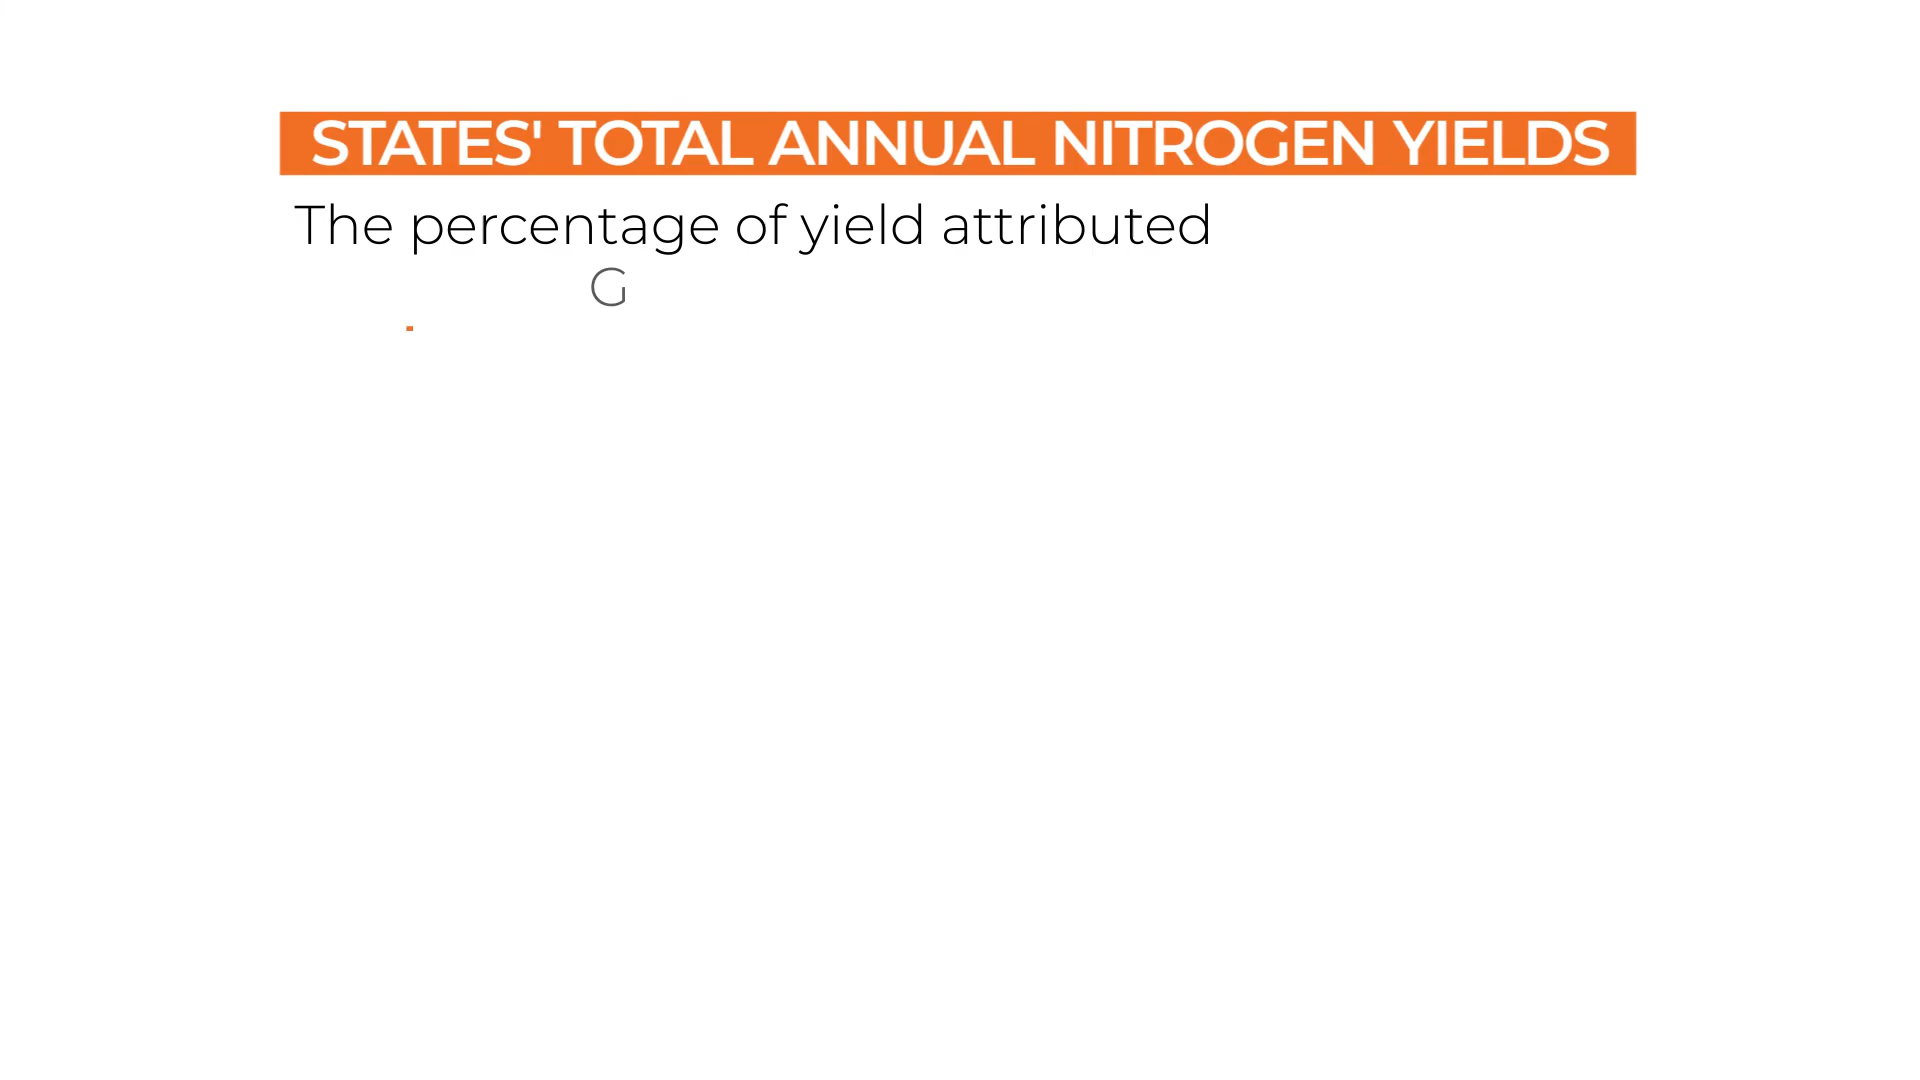 STATES' TOTAL ANNUAL NITROGEN YIELDS
The percentage of yield attributed
G